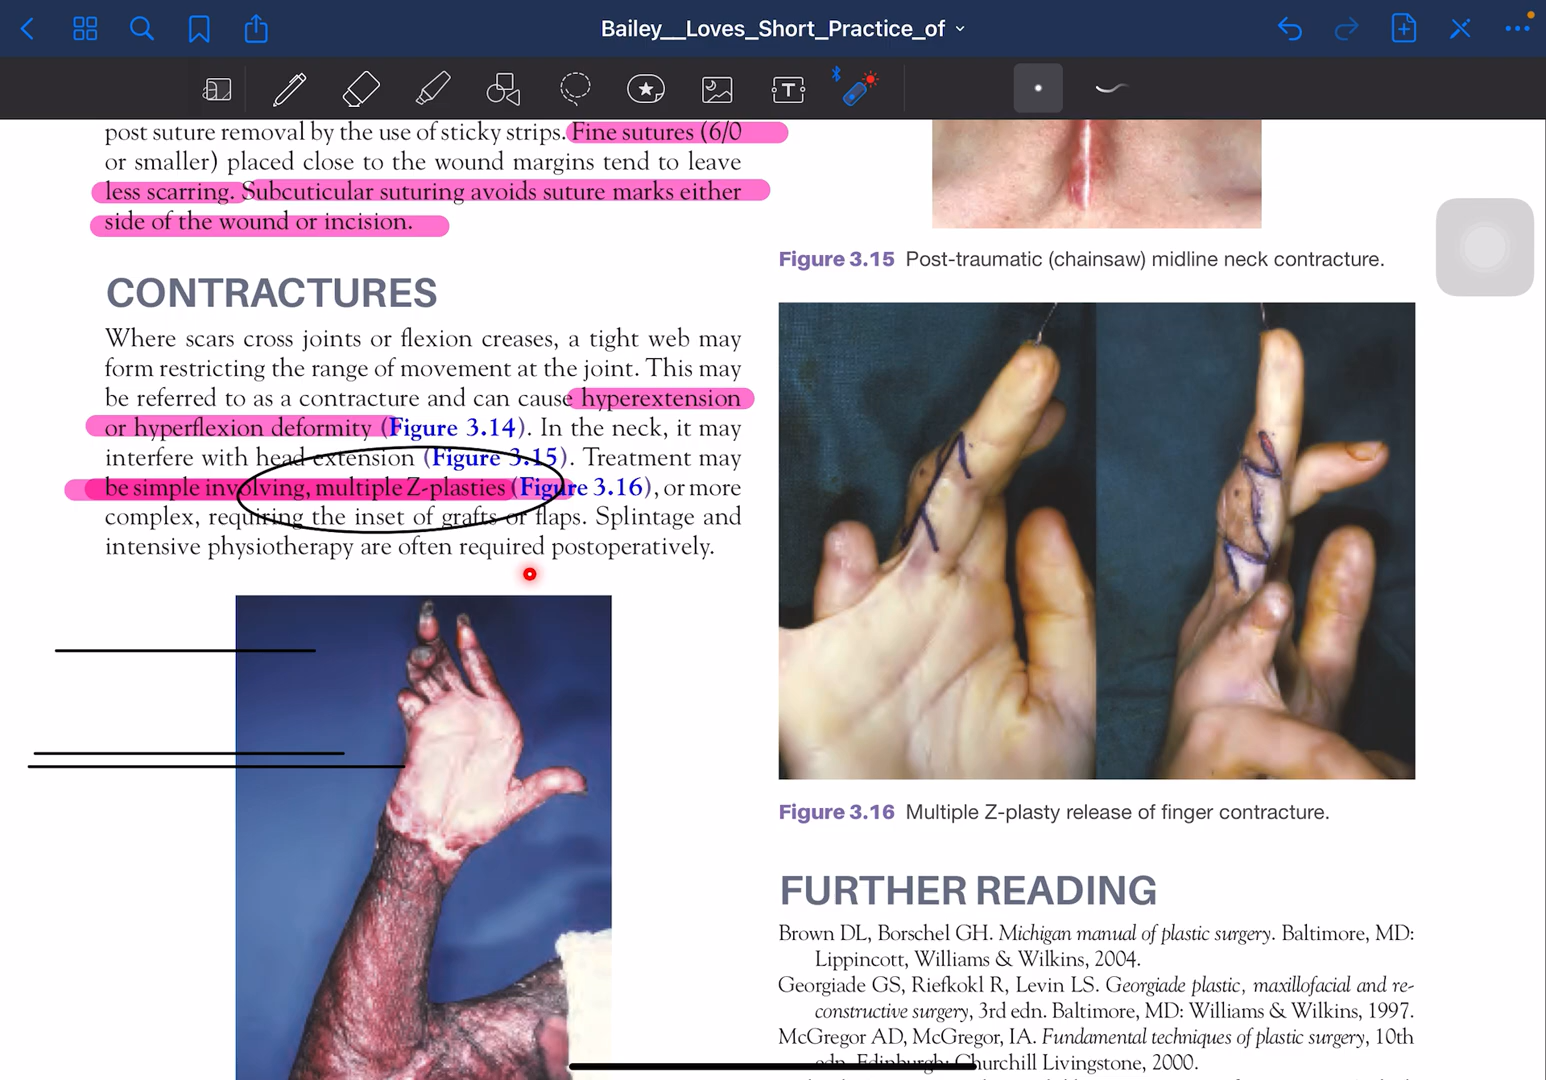 Bailey__Loves_Short_Practice_of
T
post suture removal by the use of sticky strips. Fine sutures (6/0
or smaller) placed close to the wound margins tend to leave
less scarring. Subcuticular suturing avoids suture marks either
side of the wound or incision.
CONTRACTURES
Where scars cross joints or flexion creases, a tight web may
form restricting the range of movement at the joint. This may
be referred to as a contracture and can cause hyperextension
or hyperflexion deformity (Figure 3.14). In the neck, it may
interfere with head extension (Figure 3.15). Treatment may
be simple involving, multiple Z-plasties (Figure 3.16), or more
complex, requiring the inset of grafts or flaps. Splintage and
intensive physiotherapy are often required postoperatively.
Figure 3.15 Post-traumatic (chainsaw) midline neck contracture.
Figure 3.16 Multiple Z-plasty release of finger contracture.
FURTHER READING
Brown DL, Borschel GH. Michigan manual of plastic surgery. Baltimore, MD:
Lippincott, Williams & Wilkins, 2004.
Georgiade GS, Riefkokl R, Levin LS. Georgiade plastic, maxillofacial and re-
constructive surgery, 3rd edn. Baltimore, MD: Williams & Wilkins, 1997.
McGregor AD, McGregor, IA. Fundamental techniques of plastic surgery, 10th
edn. Edinburgh: Churchill Livingstone, 2000.